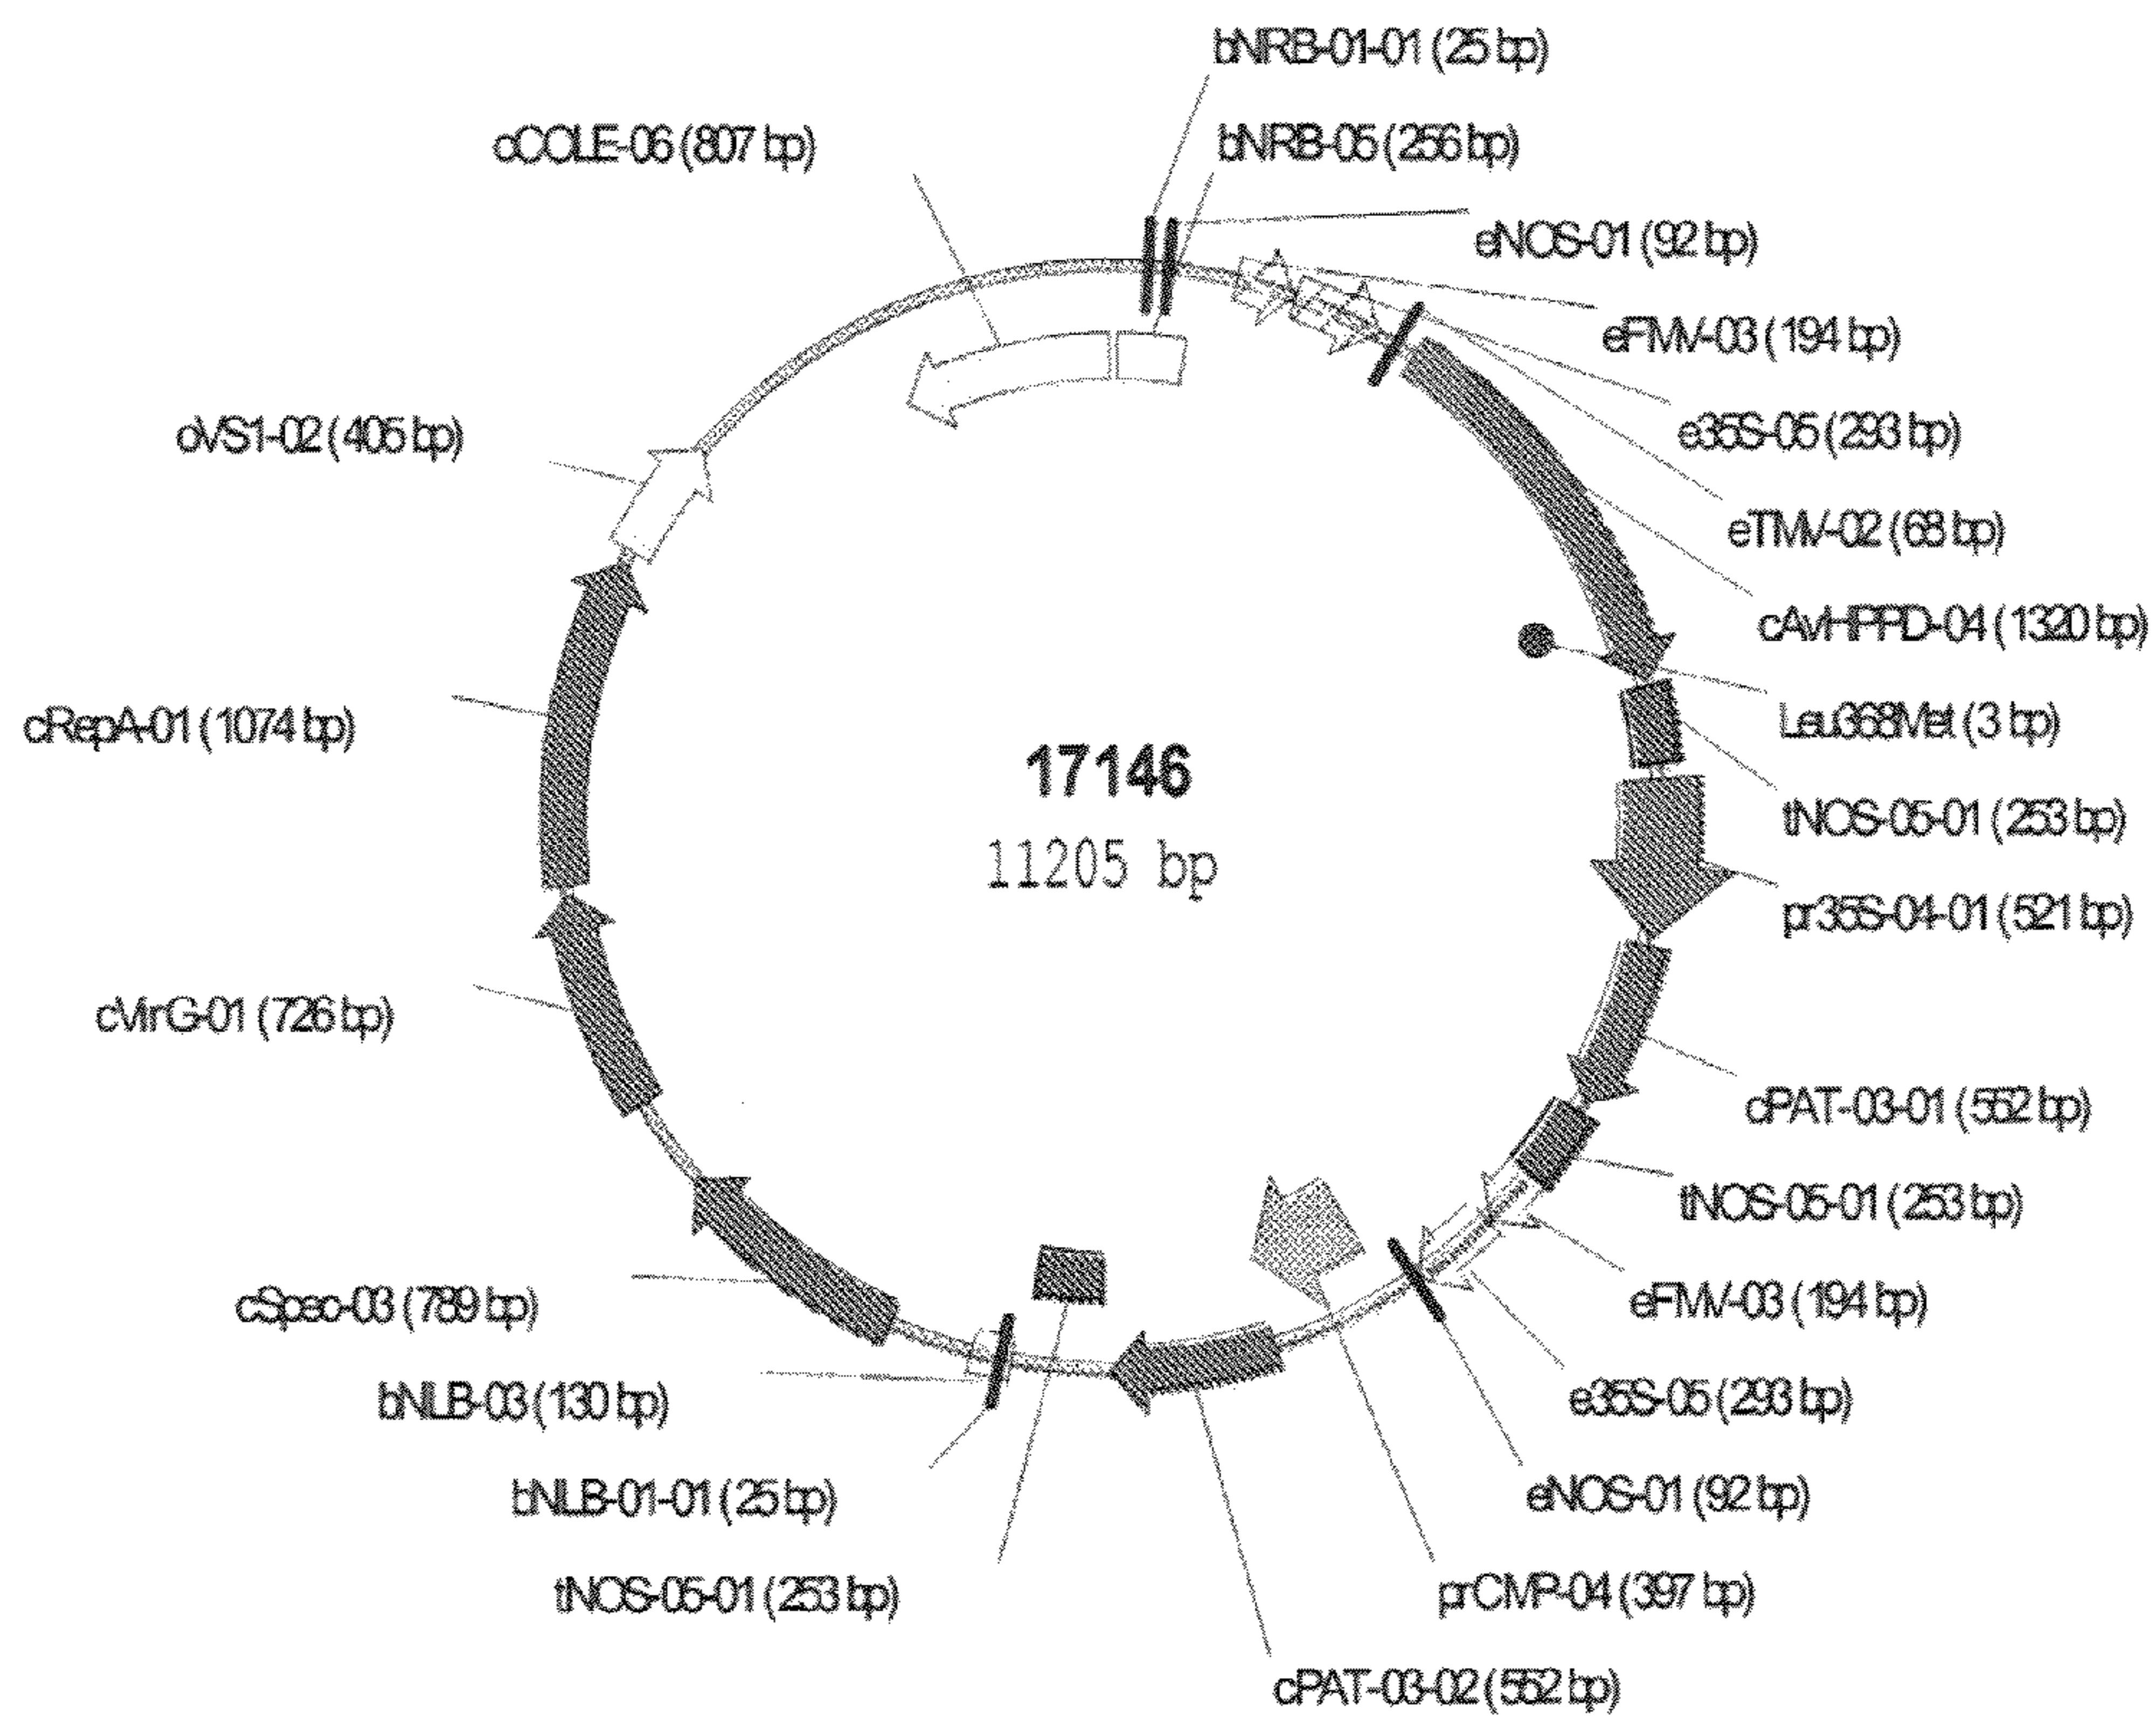 bNRB-01-01 (25 bp)
oCOLE-06 (807 bp)
bNRB-05 (256 bp)
eNOS-01 (92 bp)
eFMV-03 (194 bp)
e35S-05 (293 bp)
oVS1-02 (405 bp)
eTMV-02 (68 bp)
cAvHPPD-04 (1320 bp)
cRepA-01 (1074 bp)
Leu368Met (3 bp)
17146
11205 bp
tNOS-05-01 (253 bp)
pr35S-04-01 (521 bp)
cVirG-01 (726 bp)
cPAT-03-01 (552 bp)
tNOS-05-01 (253 bp)
cSpec-03 (789 bp)
eFMV-03 (194 bp)
bNLB-03 (130 bp)
e35S-05 (293 bp)
bNLB-01-01 (25 bp)
eNOS-01 (92 bp)
tNOS-05-01 (253 bp)
prCMP-04 (397 bp)
cPAT-03-02 (552 bp)